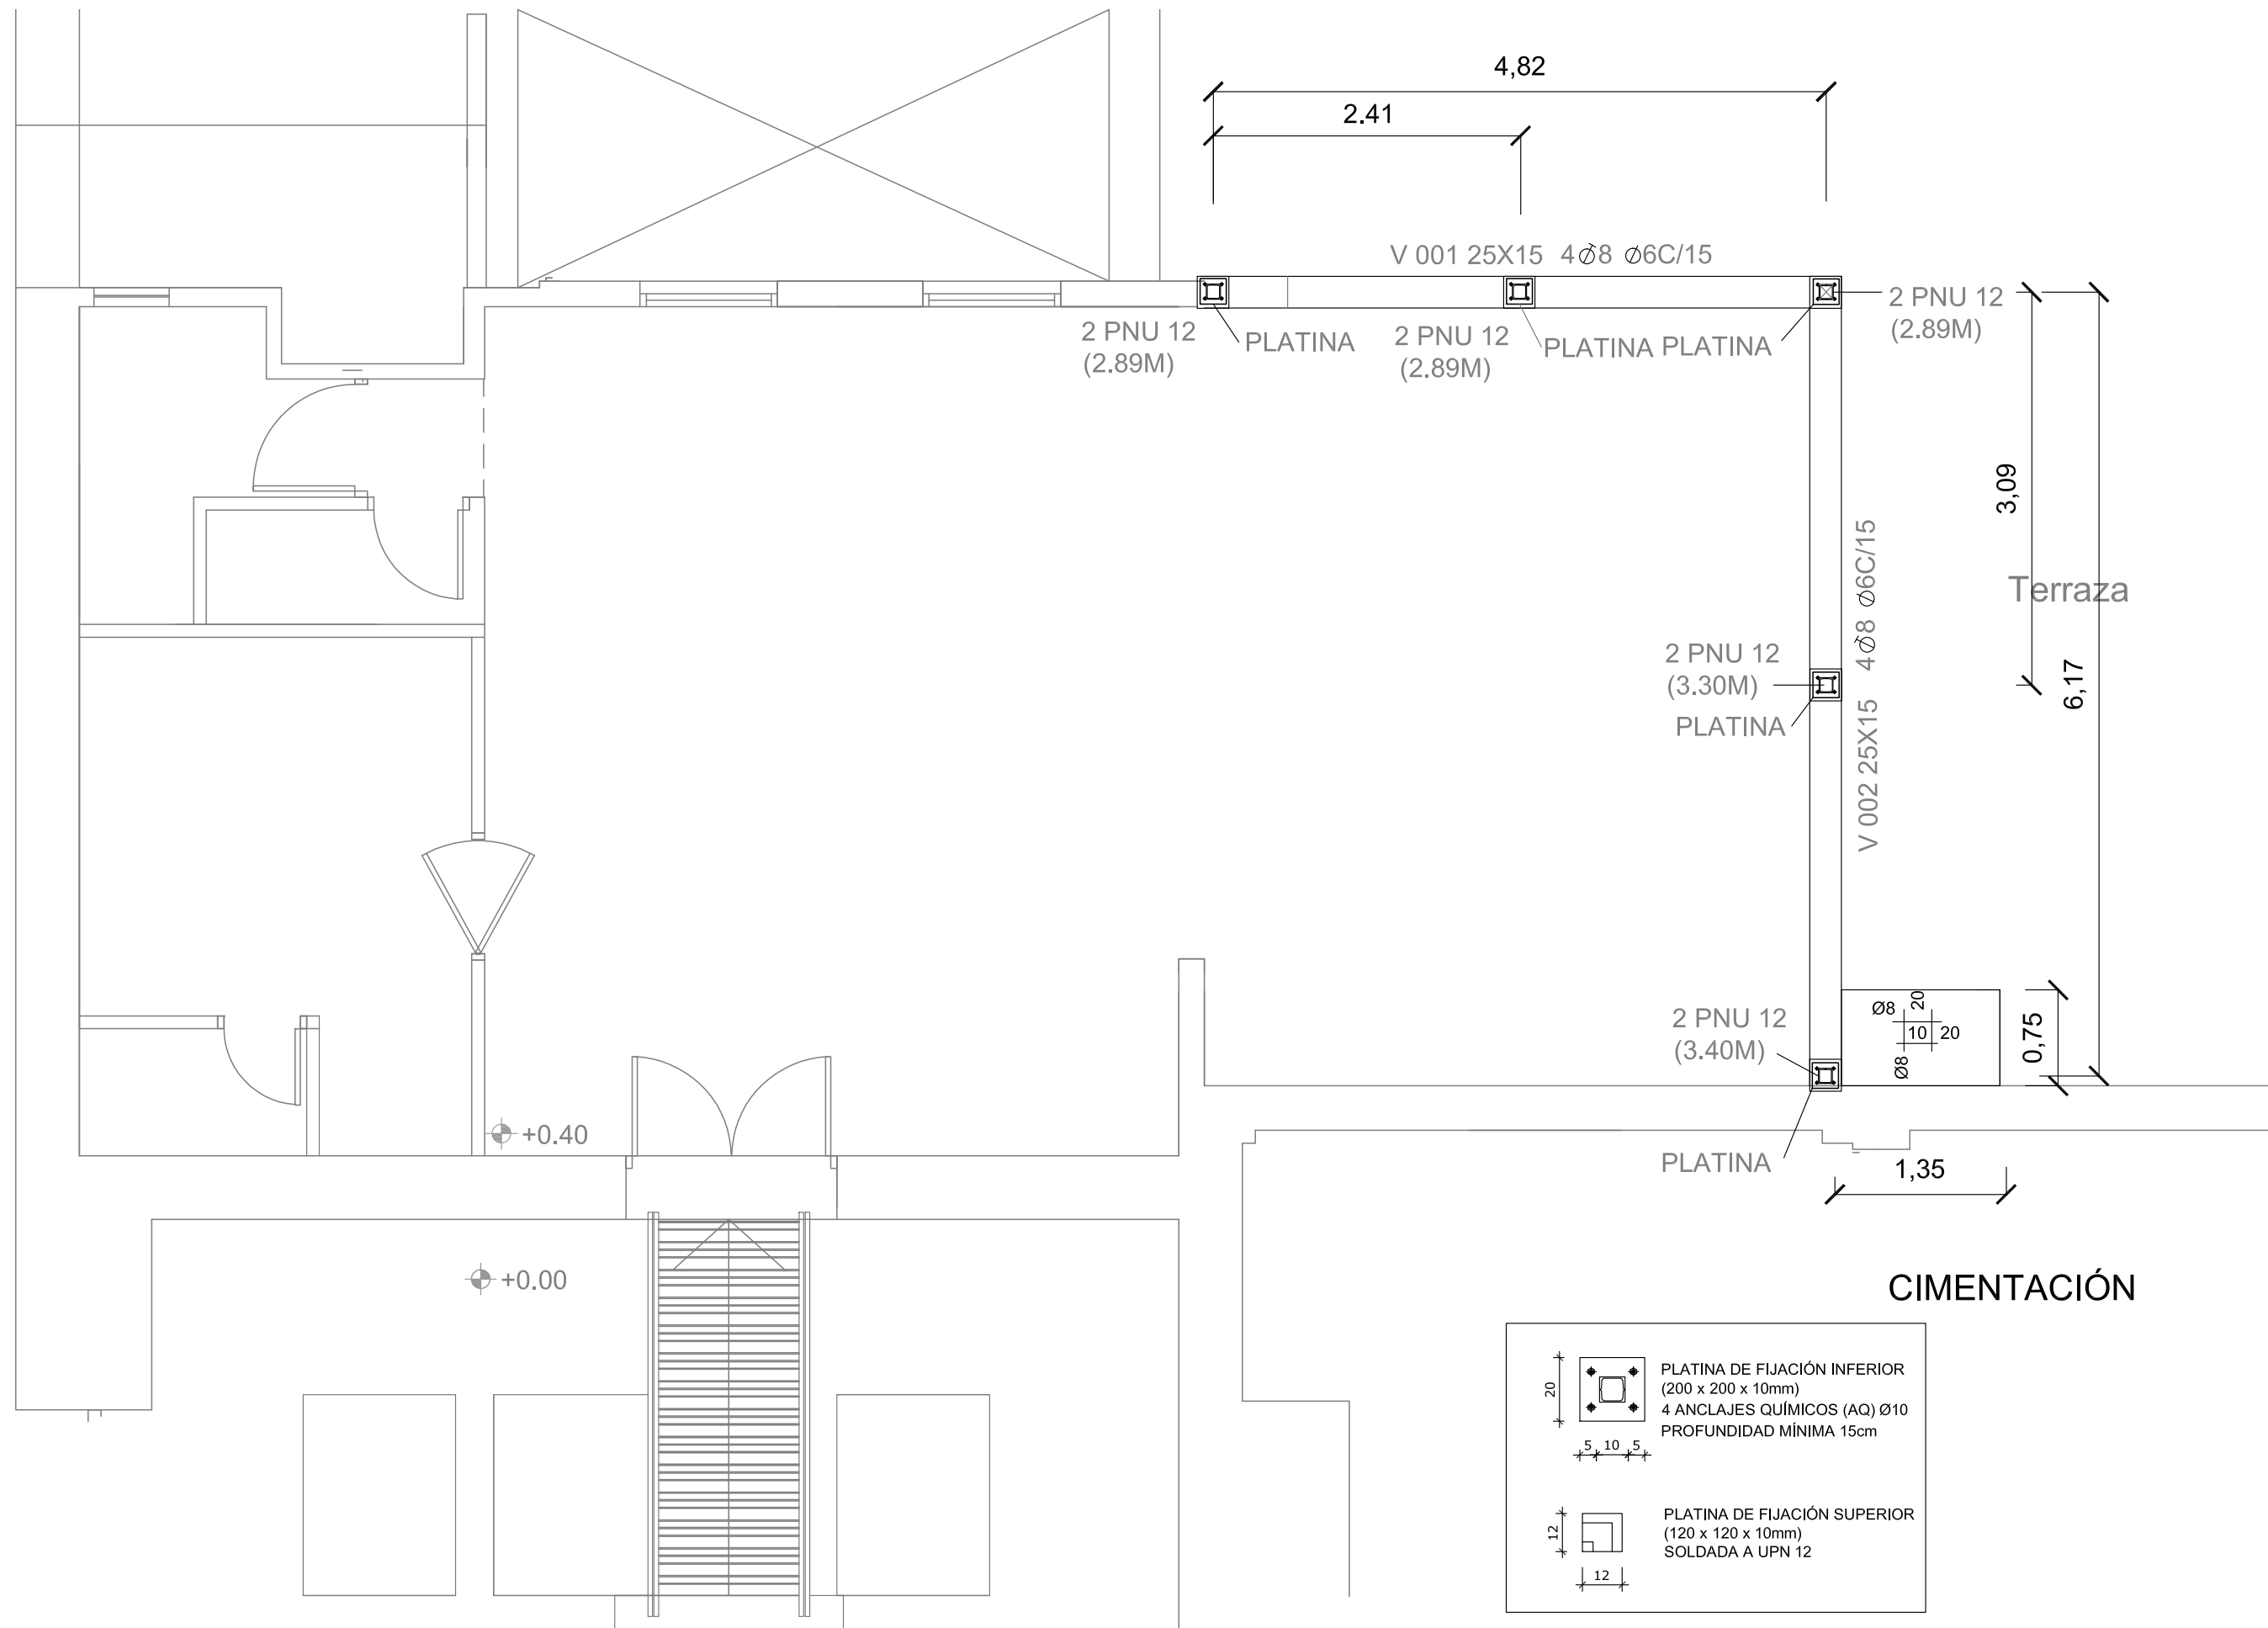 4,82
2.41
V 001 25X15 4Ø8 Ø6C/15
2 PNU 12
(2.89M)
PLATINA
2 PNU 12
(2.89M)
PLATINA
PLATINA
2 PNU 12
(2.89M)
3,09
6,17
Terraza
V 002 25X15 4Ø8 Ø6C/15
2 PNU 12
(3.30M)
PLATINA
2 PNU 12
(3.40M)
PLATINA
Ø8
20
10
20
Ø8
0,75
1,35
+0.40
+0.00
CIMENTACIÓN
20
5
10
5
PLATINA DE FIJACIÓN INFERIOR
(200 x 200 x 10mm)
4 ANCLAJES QUÍMICOS (AQ) Ø10
PROFUNDIDAD MÍNIMA 15cm
12
12
PLATINA DE FIJACIÓN SUPERIOR
(120 x 120 x 10mm)
SOLDADA A UPN 12